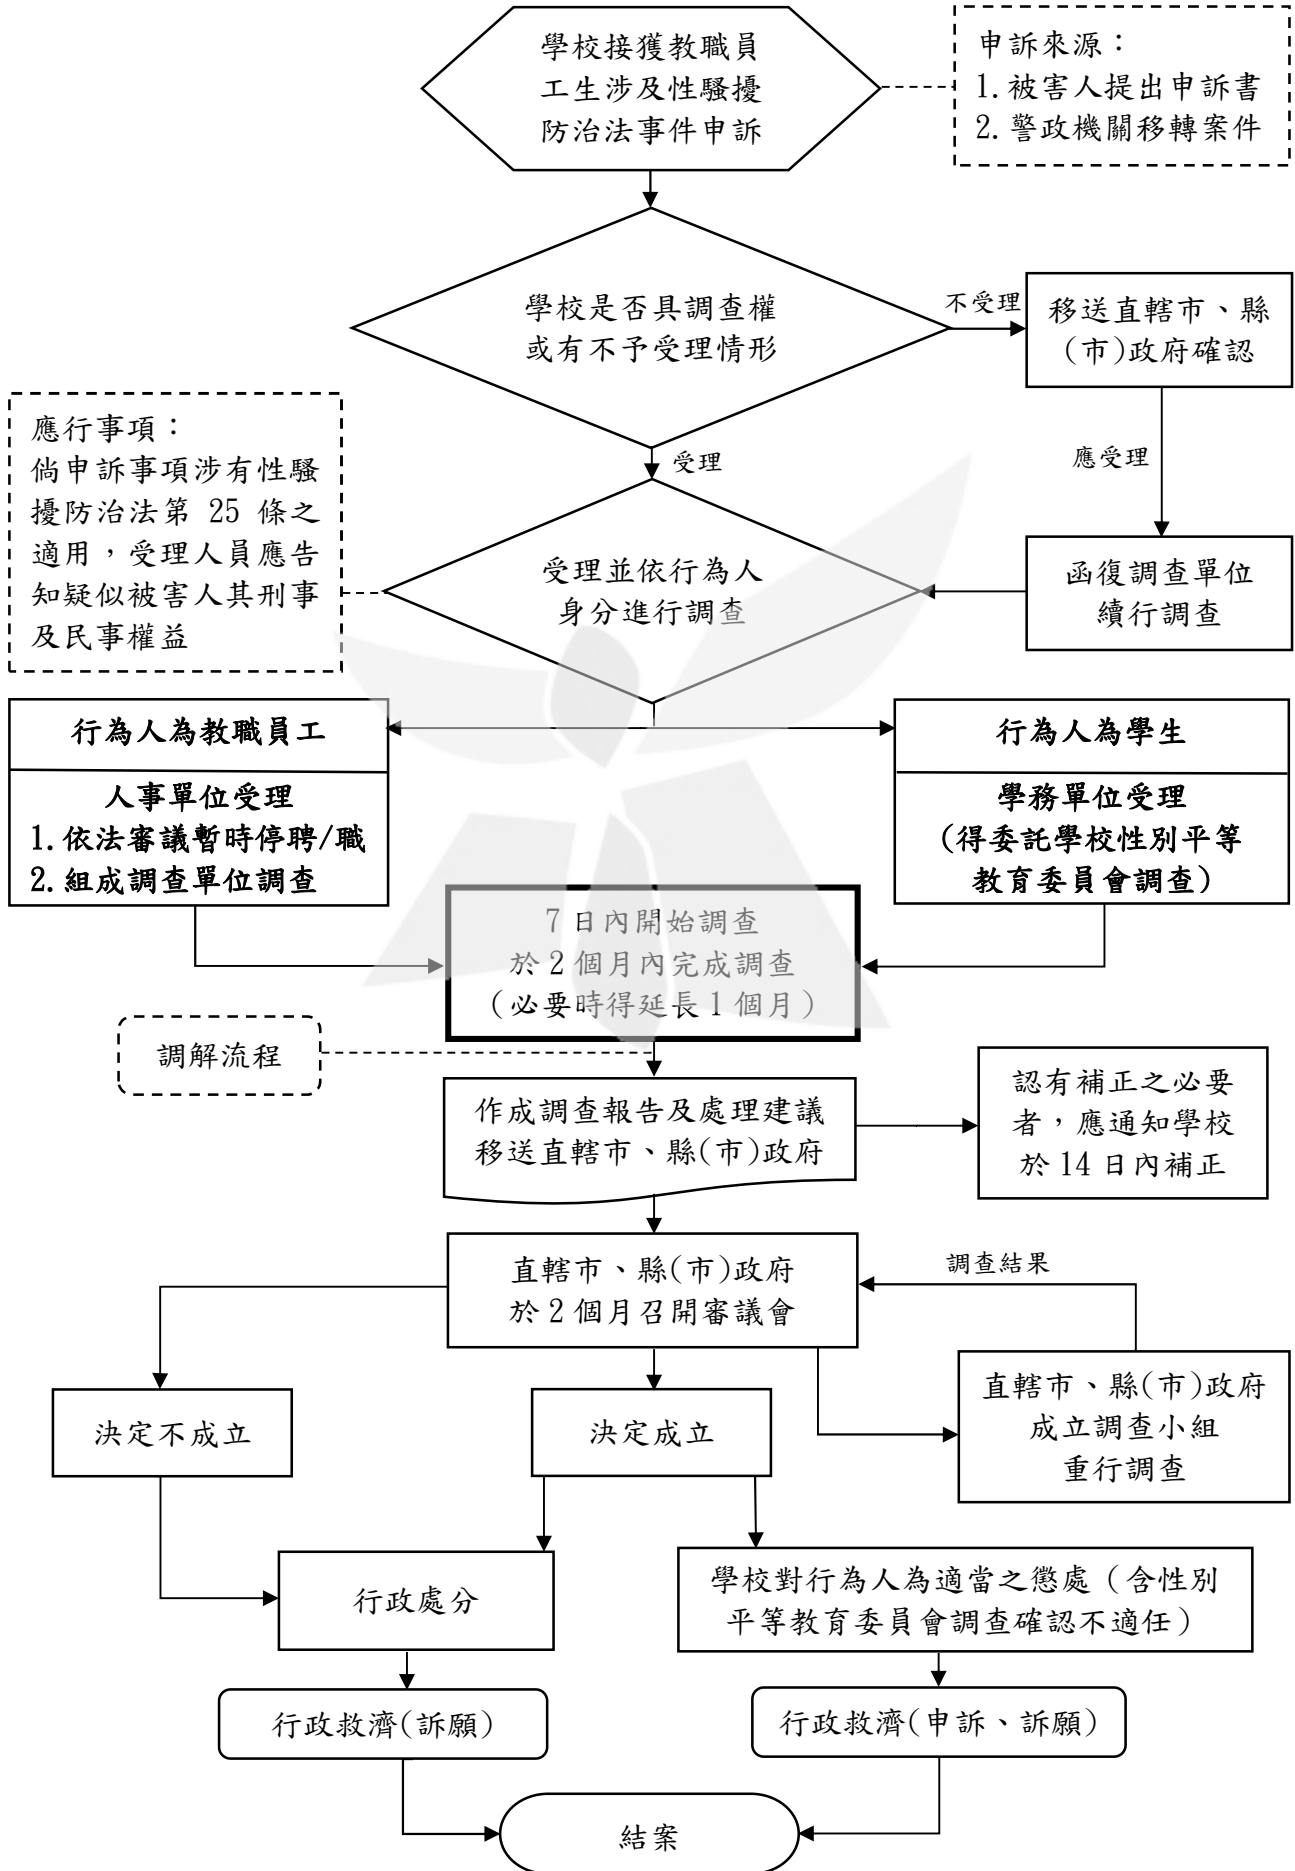 學校接獲教職員
工生涉及性騷擾
防治法事件申訴
申訴來源：
1.被害人提出申訴書
2.警政機關移轉案件
學校是否具調查權
或有不予受理情形
不受理
移送直轄市、縣
(市)政府確認
應行事項：
倘申訴事項涉有性騷
擾防治法第 25 條之
適用，受理人員應告
知疑似被害人其刑事
及民事權益
受理
應受理
受理並依行為人
身分進行調查
函復調查單位
續行調查
行為人為教職員工
人事單位受理
1.依法審議暫時停聘/職
2.組成調查單位調查
行為人為學生
學務單位受理
(得委託學校性別平等
教育委員會調查)
7 日內開始調查
於 2 個月內完成調查
（必要時得延長 1 個月）
調解流程
作成調查報告及處理建議
移送直轄市、縣(市)政府
認有補正之必要
者，應通知學校
於 14 日內補正
直轄市、縣(市)政府
於 2 個月召開審議會
調查結果
直轄市、縣(市)政府
成立調查小組
重行調查
決定不成立
決定成立
行政處分
學校對行為人為適當之懲處（含性別
平等教育委員會調查確認不適任）
行政救濟(訴願)
行政救濟(申訴、訴願)
結案